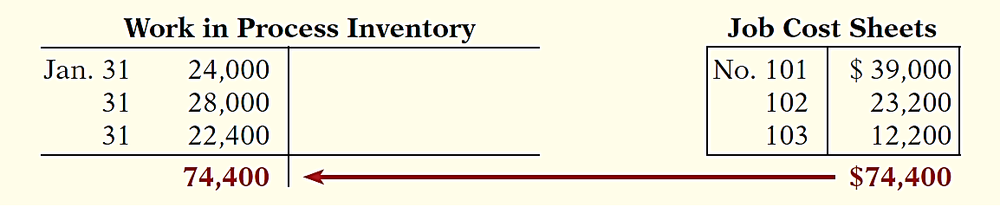 Work in Process Inventory
Jan. 31 24,000
31 28,000
31 22,400
74,400
Job Cost Sheets
No. 101 $ 39,000
102 23,200
103 12,200
$74,400